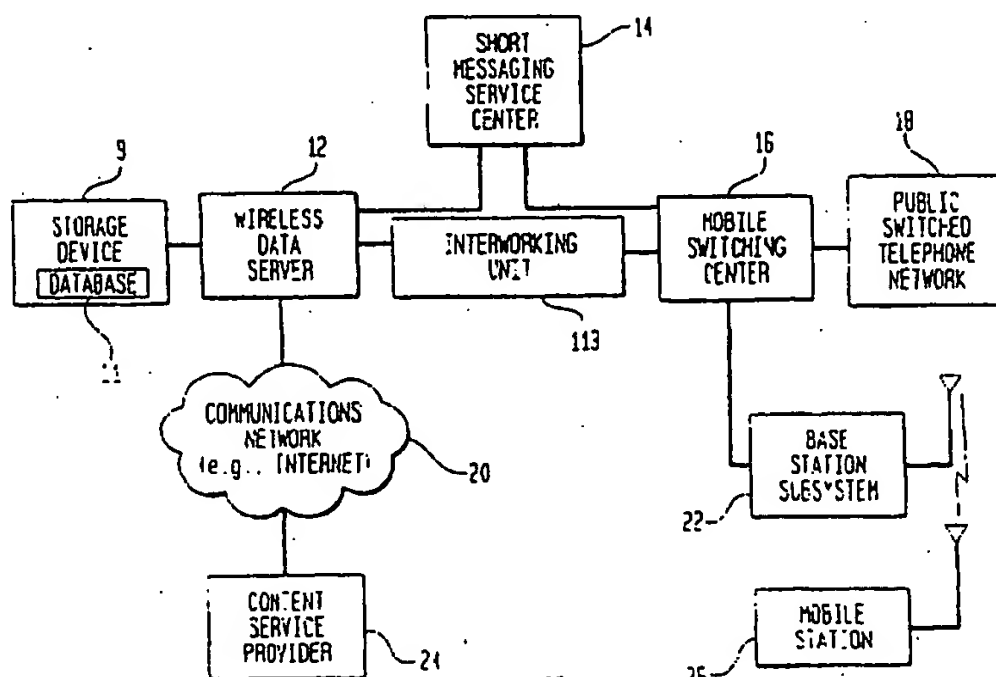 14
SHORT
MESSAGING
SERVICE
CENTER
9
12
16
18
STORAGE
DEVICE
DATABASE
11
WIRELESS
DATA
SERVER
INTERWORKING
UNIT
113
MOBILE
SWITCHING
CENTER
PUBLIC
SWITCHED
TELEPHONE
NETWORK
COMMUNICATIONS
NETWORK
(e.g., INTERNET)
20
BASE
STATION
22
CONTENT
SERVICE
PROVIDER
MOBILE
STATION